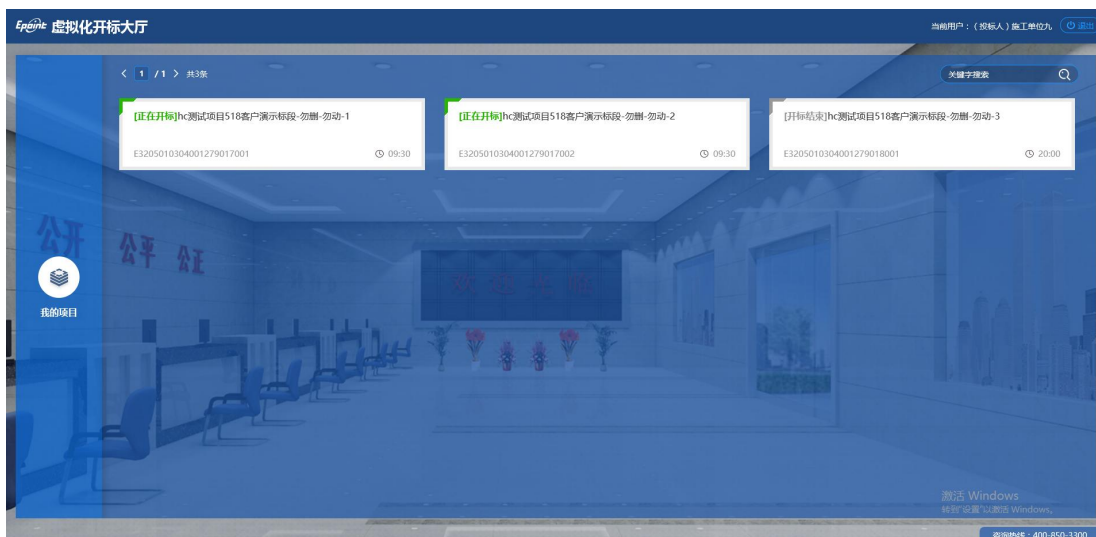 Epoint 虚拟化开标大厅
当前用户：（投标人）施工单位九 退出
1 / 1 共3条
关键字搜索
[正在开标]hc测试项目518客户演示标段-勿删-勿动-1
E3205010304001279017001 09:30
[正在开标]hc测试项目518客户演示标段-勿删-勿动-2
E3205010304001279017002 09:30
[开标结束]hc测试项目518客户演示标段-勿删-勿动-3
E3205010304001279018001 20:00
公开 公平 公正
我的项目
激活 Windows
转到"设置"以激活 Windows。
咨询热线：400-850-3300